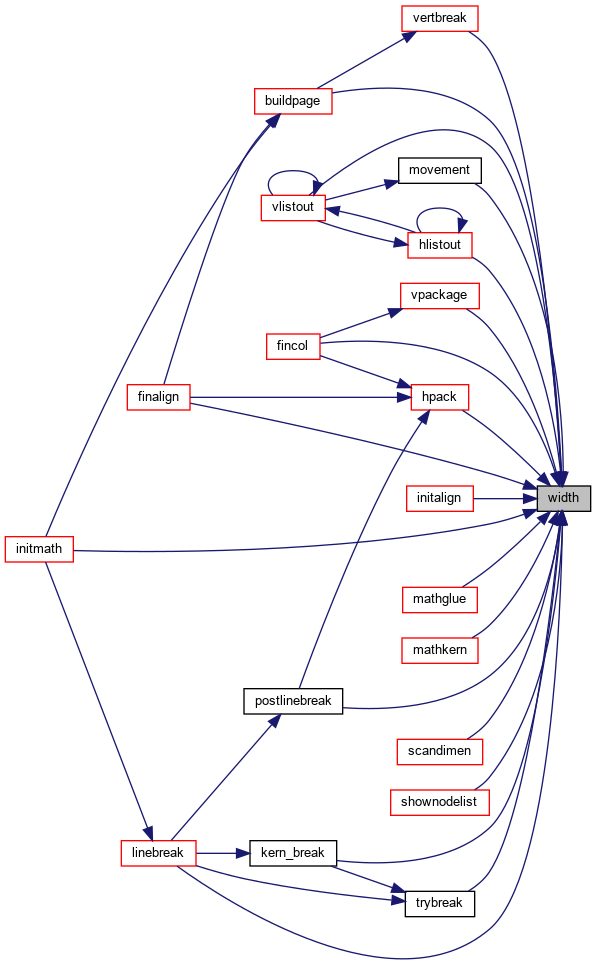 vertbreak
buildpage
movement
vlistout
hlistout
vpackage
fincol
finalign
hpack
initalign
width
initmath
mathglue
mathkern
postlinebreak
scandimen
shownodelist
linebreak
kern_break
trybreak